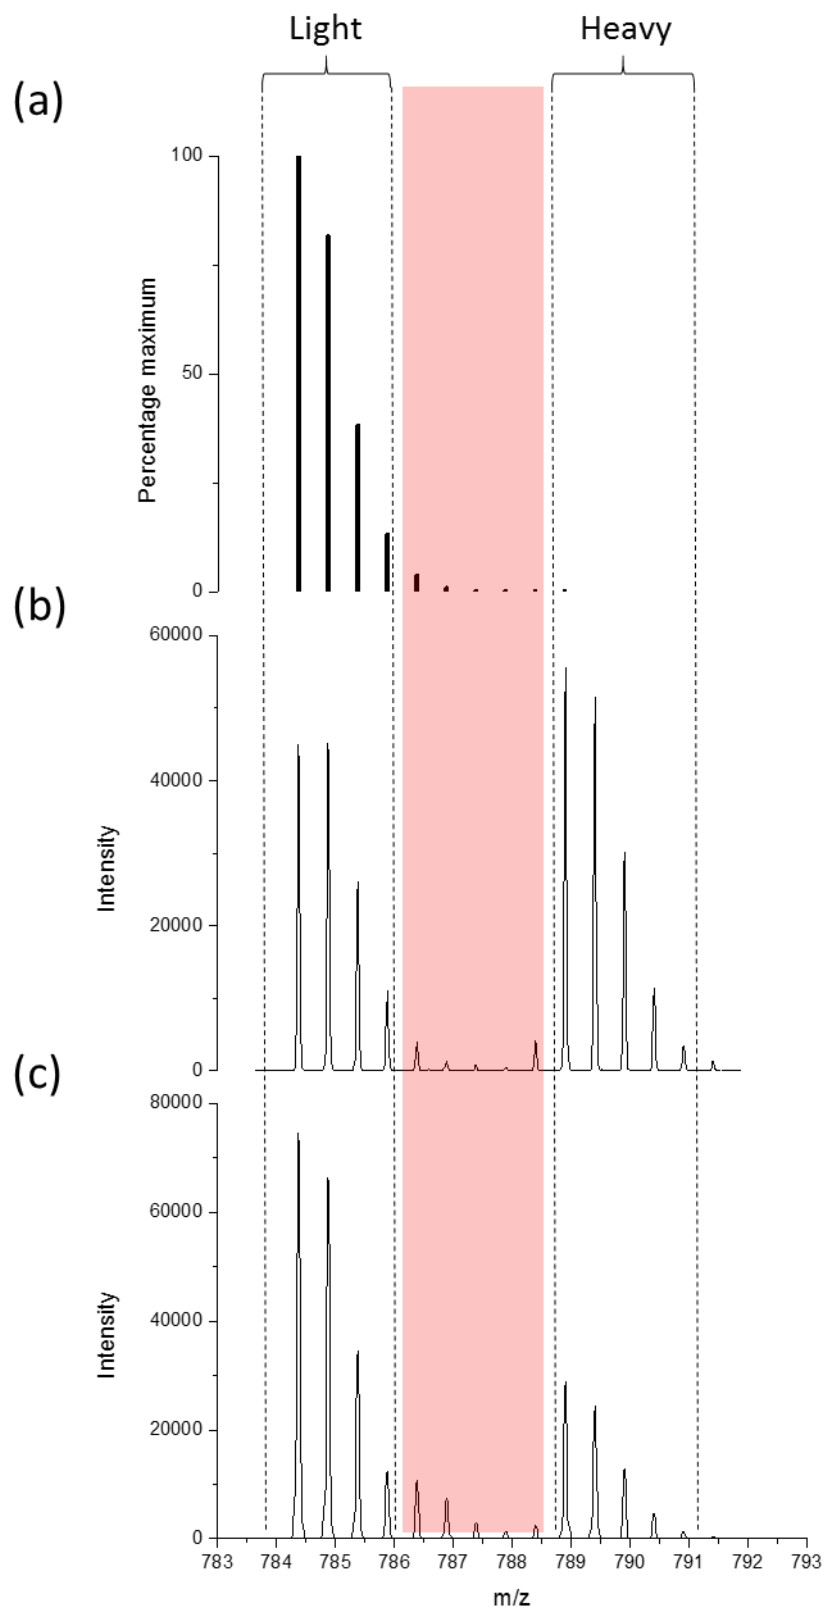 Light Heavy
(a)
100
50
0
Percentage maximum
(b)
60000
40000
20000
0
Intensity
(c)
80000
60000
40000
20000
0
Intensity
783 784 785 786 787 788 789 790 791 792 793
m/z